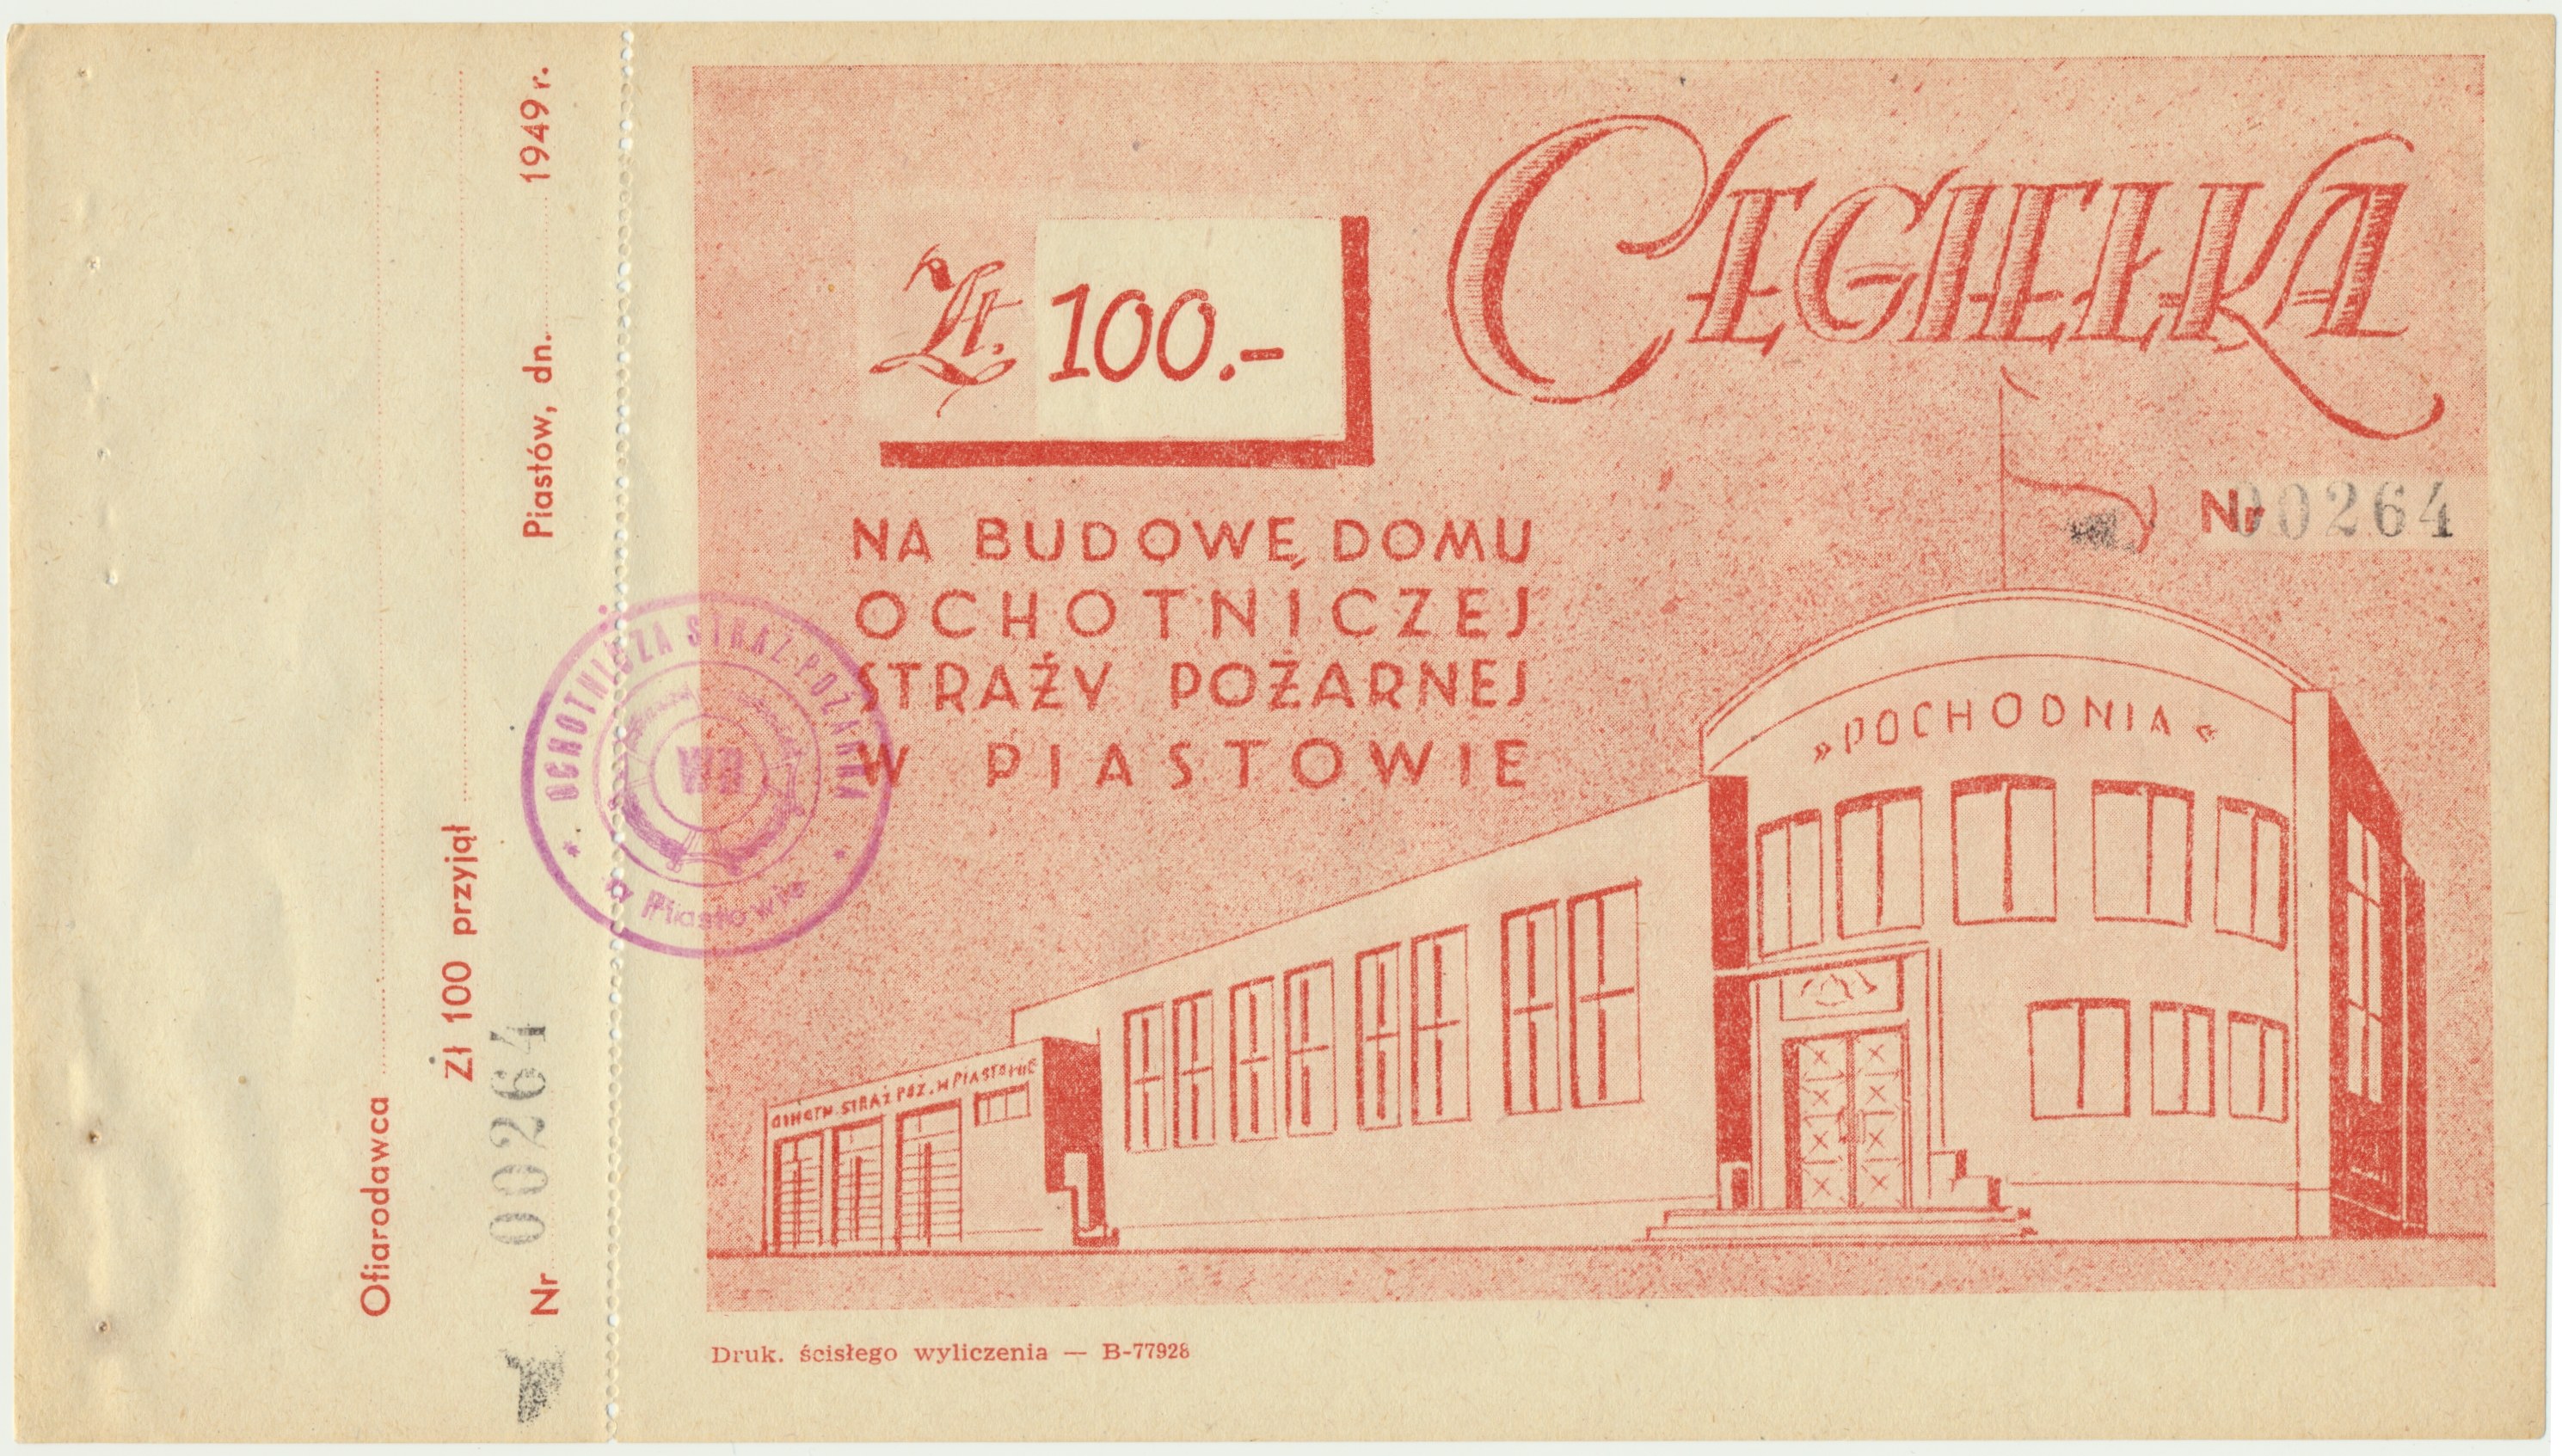 Ofiarodawca
Zł 100 przyjął
Nr 00264
Piastów, dn. 1949 r.
CEGIEŁKA
Zł. 100.-
Nr 00264
NA BUDOWĘ DOMU
OCHOTNICZEJ
STRAŻY POŻARNEJ
W PIASTOWIE
OCHOTNICZA STRAŻ POŻARNA
w Piastowie
»POCHODNIA«
OCHOTN. STRAŻ POŻ. W PIASTOWIE
Druk. ścisłego wyliczenia — B-77928